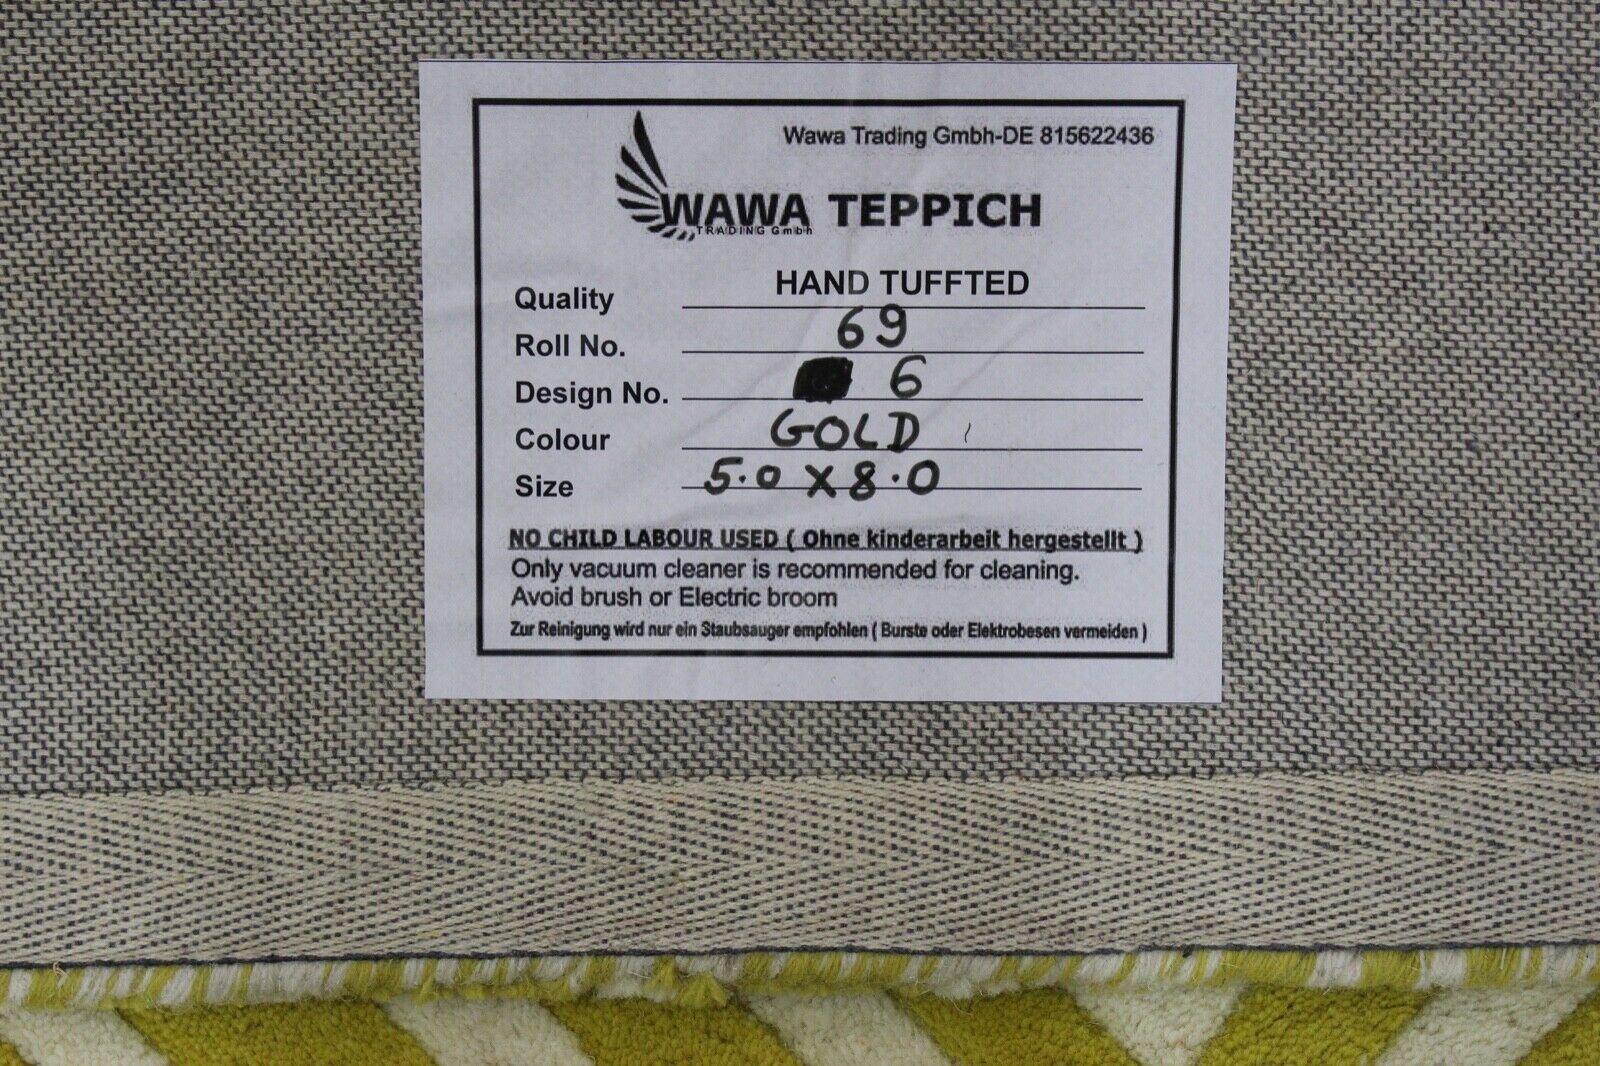 Wawa Trading Gmbh-DE 815622436
WAWA TEPPICH
TRADING Gmbh
Quality HAND TUFFTED
Roll No. 69
Design No. 6
Colour GOLD
Size 5.0 X 8.0
NO CHILD LABOUR USED ( Ohne kinderarbeit hergestellt )
Only vacuum cleaner is recommended for cleaning.
Avoid brush or Electric broom
Zur Reinigung wird nur ein Staubsauger empfohlen ( Burste oder Elektrobesen vermeiden )